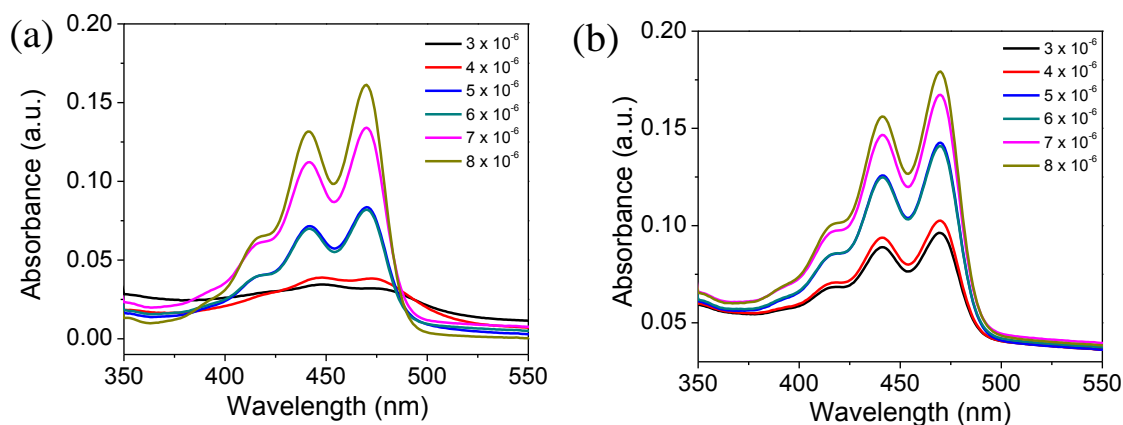 (a)
Absorbance (a.u.)
0.20
0.15
0.10
0.05
0.00
3 x 10⁻⁶
4 x 10⁻⁶
5 x 10⁻⁶
6 x 10⁻⁶
7 x 10⁻⁶
8 x 10⁻⁶
350 400 450 500 550
Wavelength (nm)
(b)
Absorbance (a.u.)
0.20
0.15
0.10
0.05
3 x 10⁻⁶
4 x 10⁻⁶
5 x 10⁻⁶
6 x 10⁻⁶
7 x 10⁻⁶
8 x 10⁻⁶
350 400 450 500 550
Wavelength (nm)